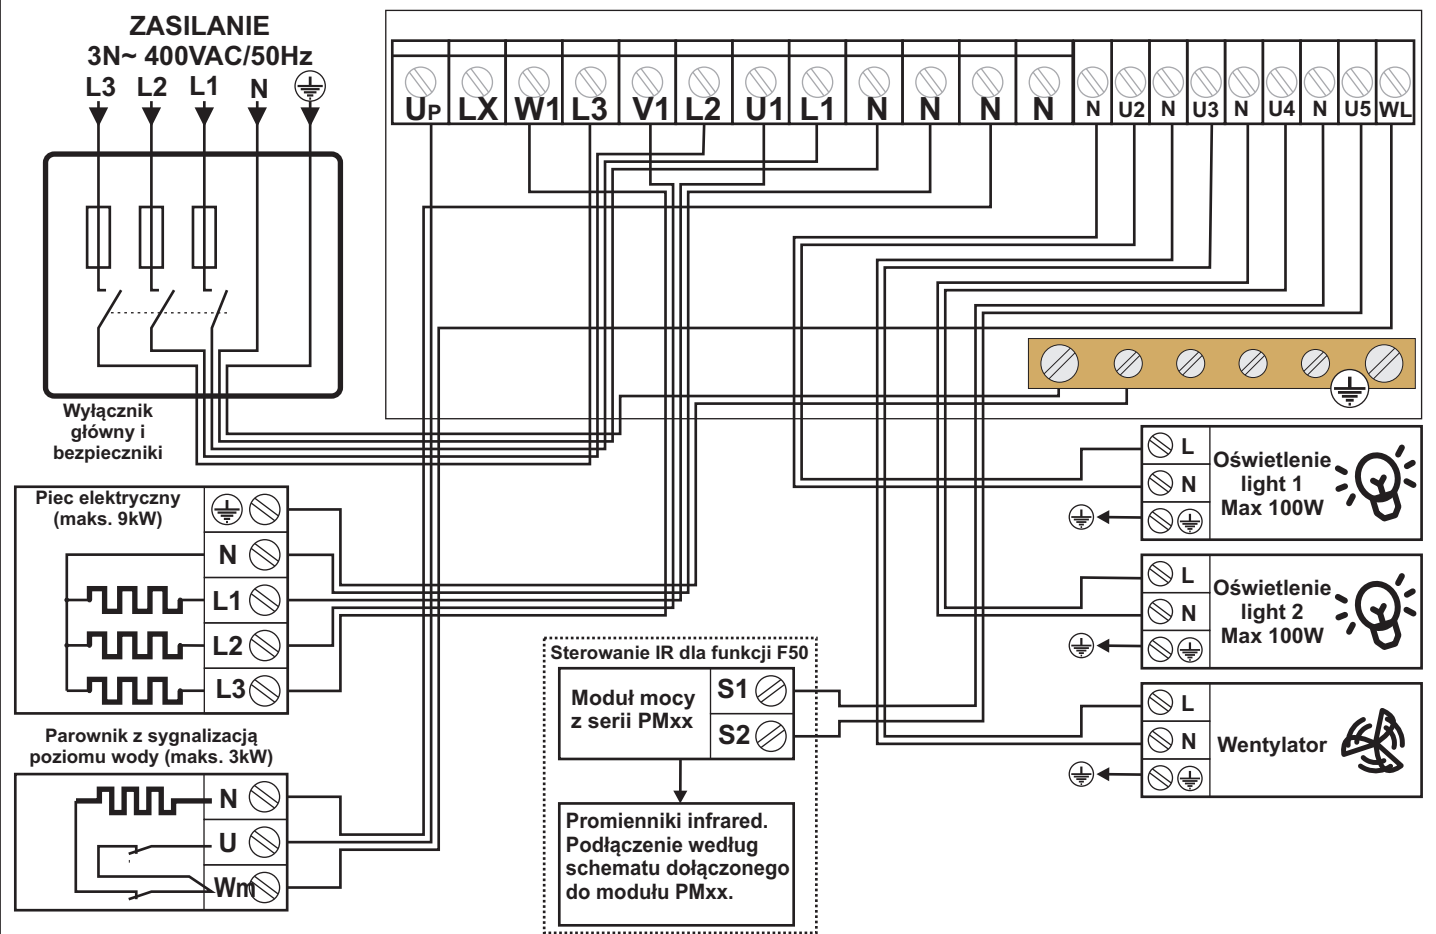 ZASILANIE
3N~ 400VAC/50Hz
L3 L2 L1 N
UP LX W1 L3 V1 L2 U1 L1 N N N N N U2 N U3 N U4 N U5 WL
Wyłącznik
główny i
bezpieczniki
Piec elektryczny
(maks. 9kW)
N
L1
L2
L3
Parownik z sygnalizacją
poziomu wody (maks. 3kW)
N
U
Wm
Sterowanie IR dla funkcji F50
Moduł mocy
z serii PMxx
S1
S2
Promienniki infrared.
Podłączenie według
schematu dołączonego
do modułu PMxx.
L
N
Oświetlenie
light 1
Max 100W
L
N
Oświetlenie
light 2
Max 100W
L
N
Wentylator